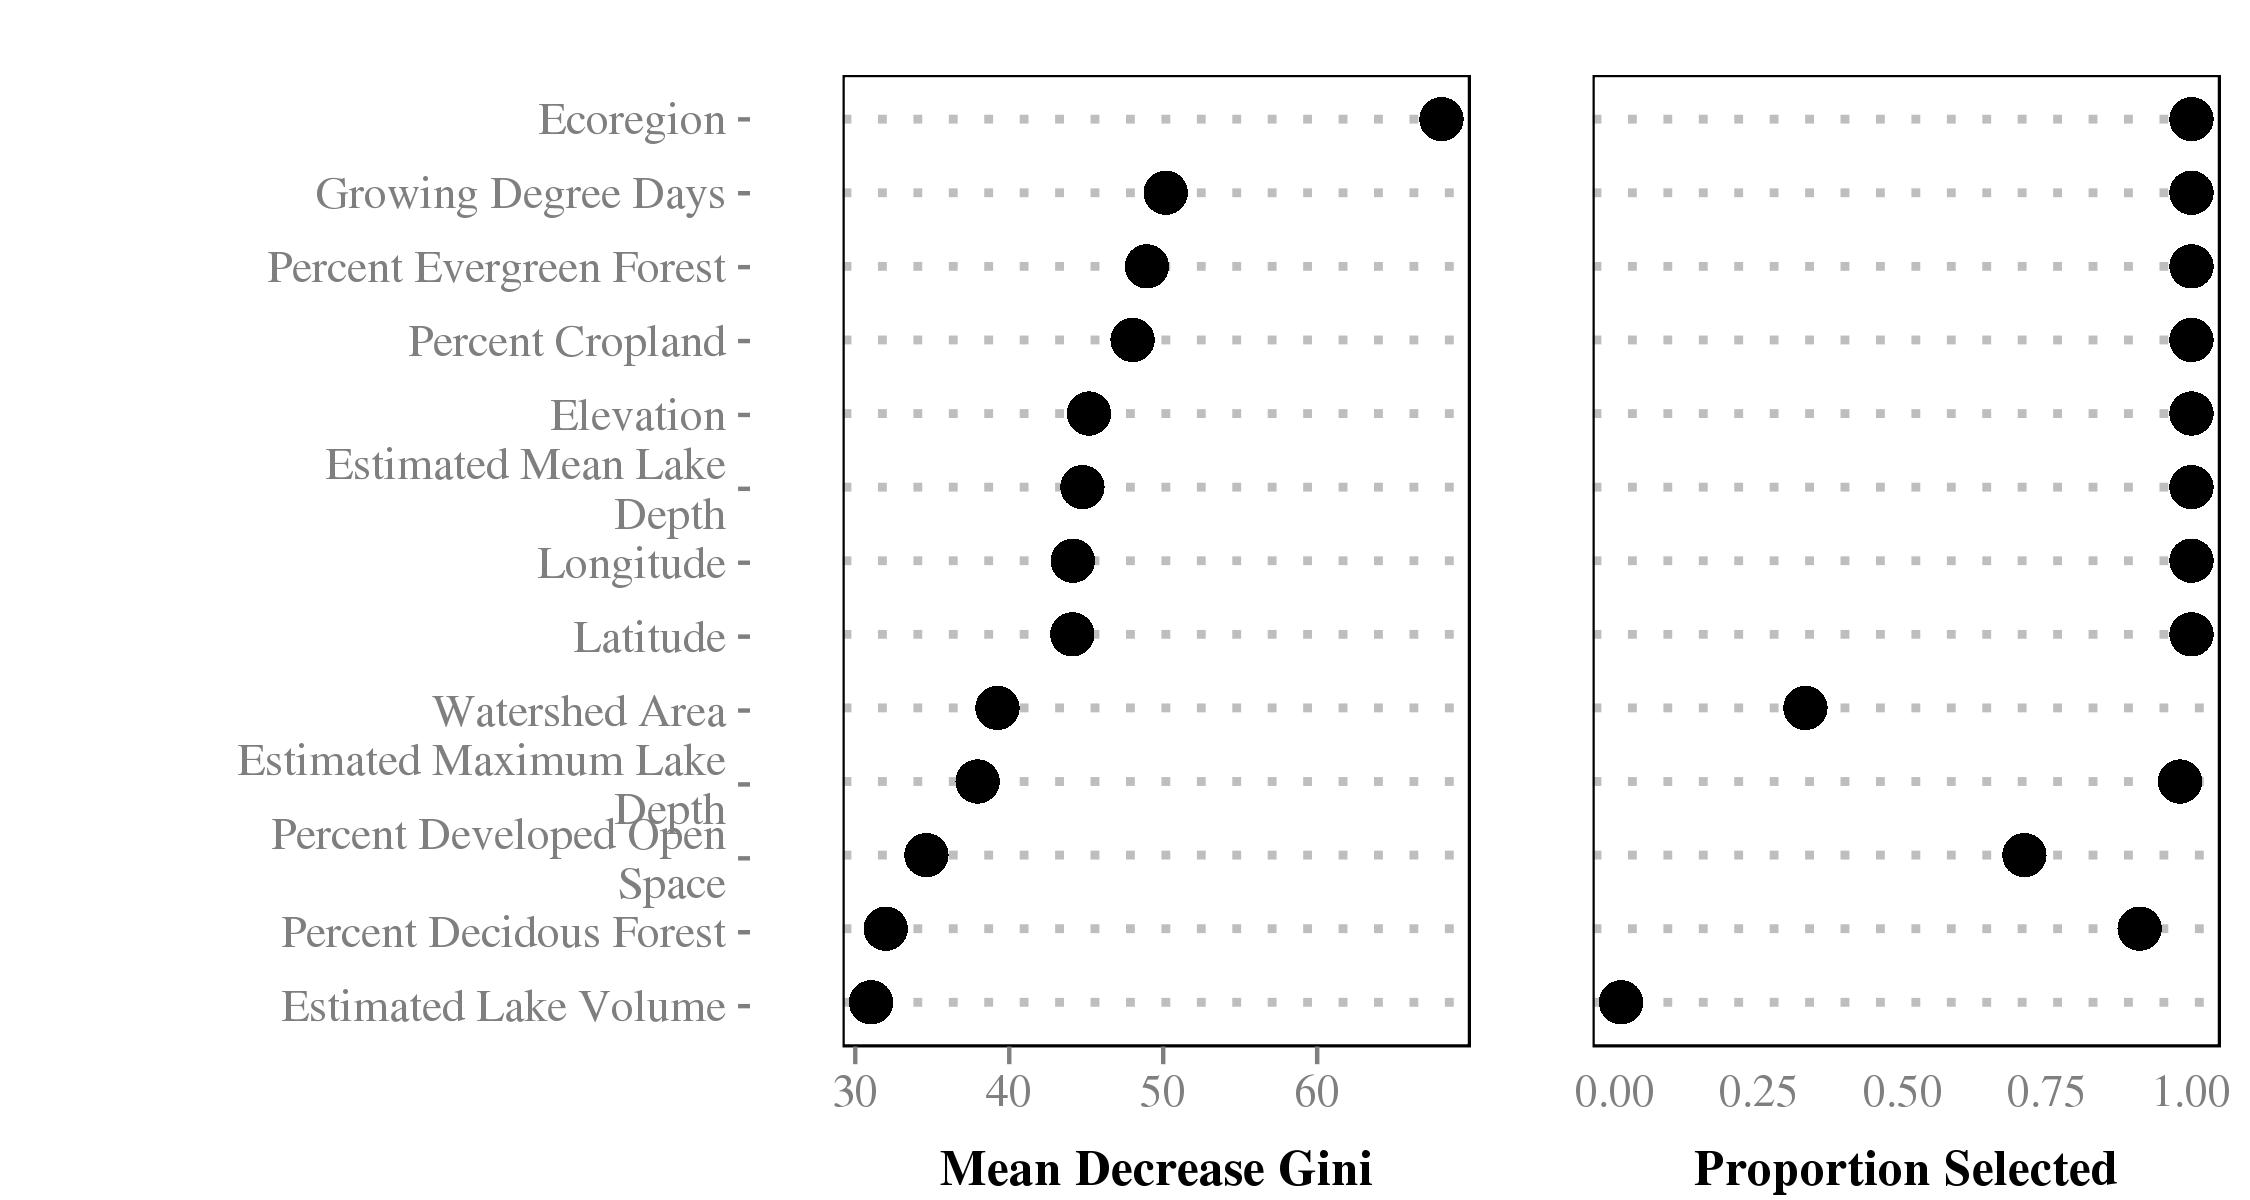 Ecoregion
Growing Degree Days
Percent Evergreen Forest
Percent Cropland
Elevation
Estimated Mean Lake
Depth
Longitude
Latitude
Watershed Area
Estimated Maximum Lake
Depth
Percent Developed Open
Space
Percent Decidous Forest
Estimated Lake Volume
30 40 50 60
Mean Decrease Gini
0.00 0.25 0.50 0.75 1.00
Proportion Selected